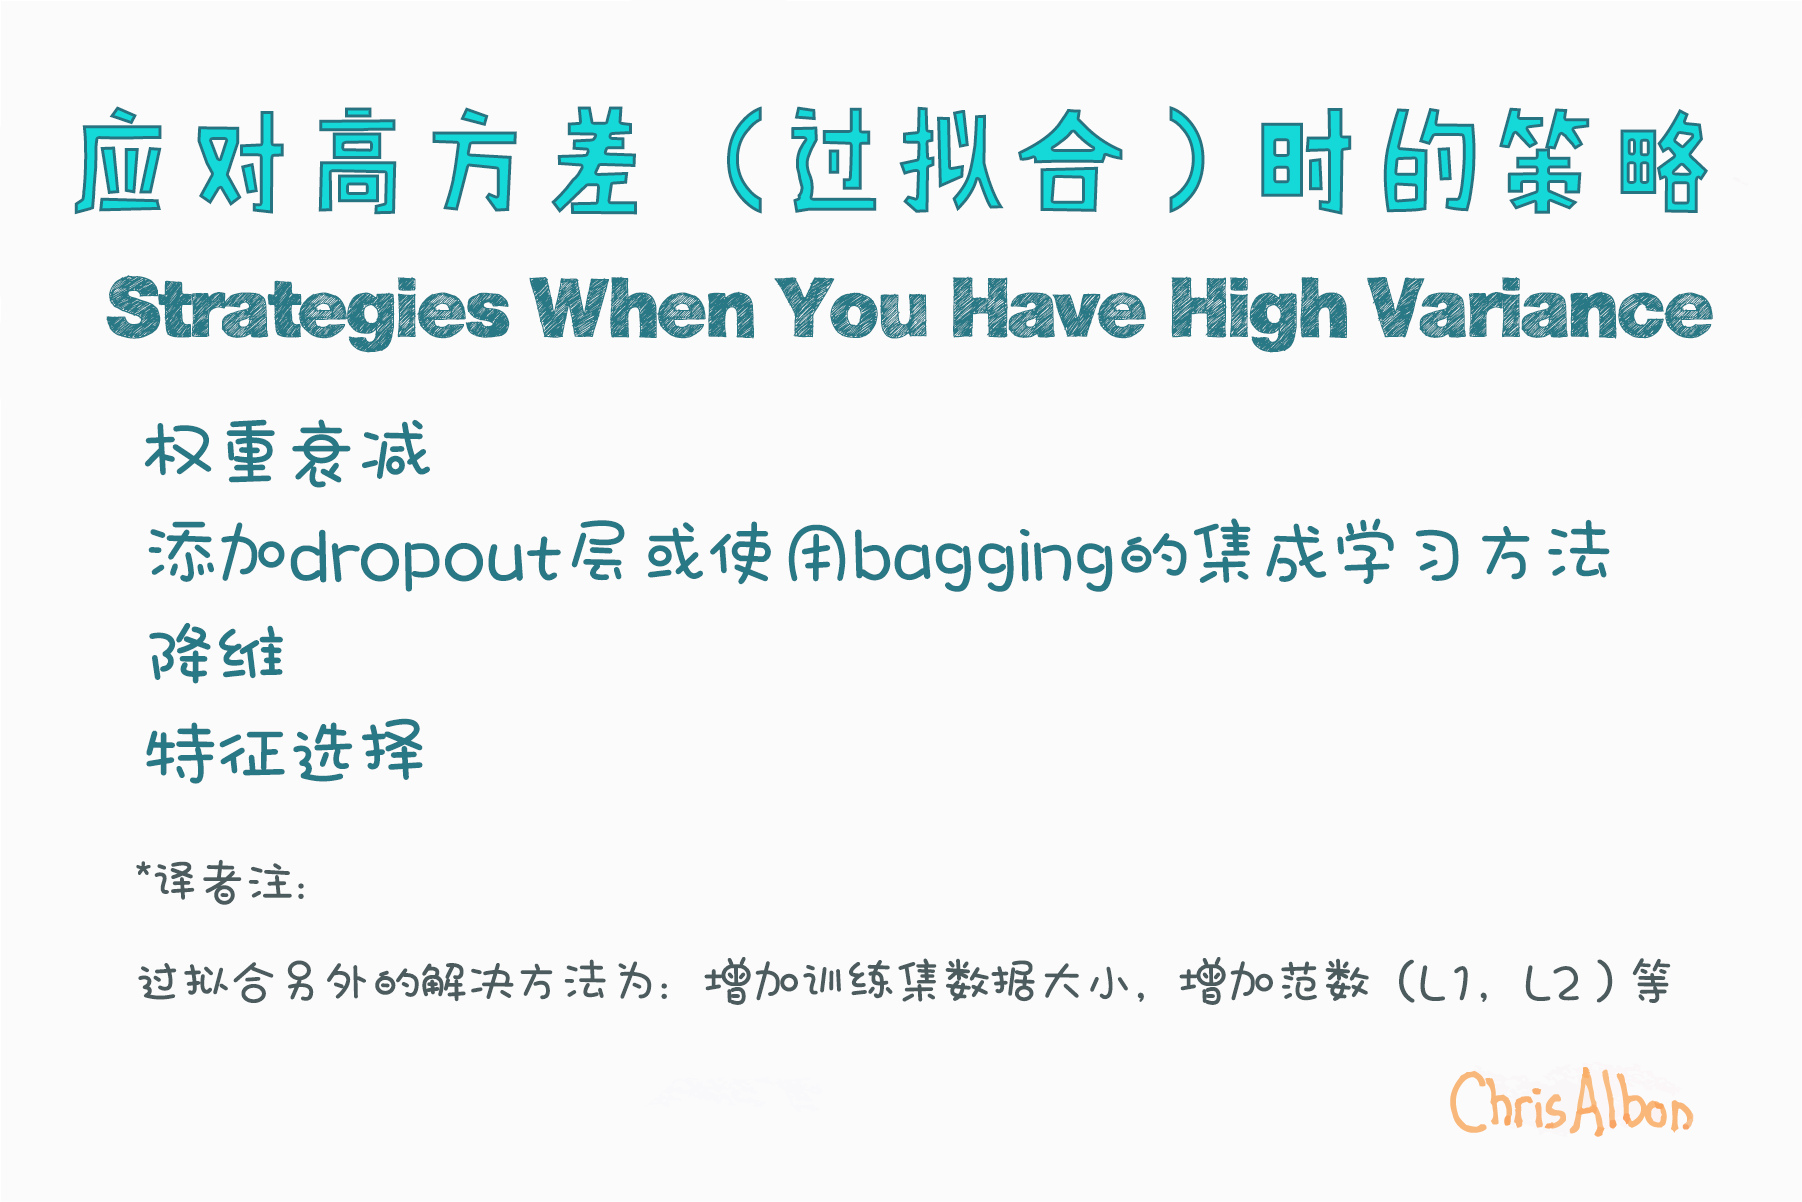 应对高方差（过拟合）时的策略
Strategies When You Have High Variance
权重衰减
添加dropout层或使用bagging的集成学习方法
降维
特征选择
*译者注：
过拟合另外的解决方法为：增加训练集数据大小，增加范数（L1，L2）等
ChrisAlbon